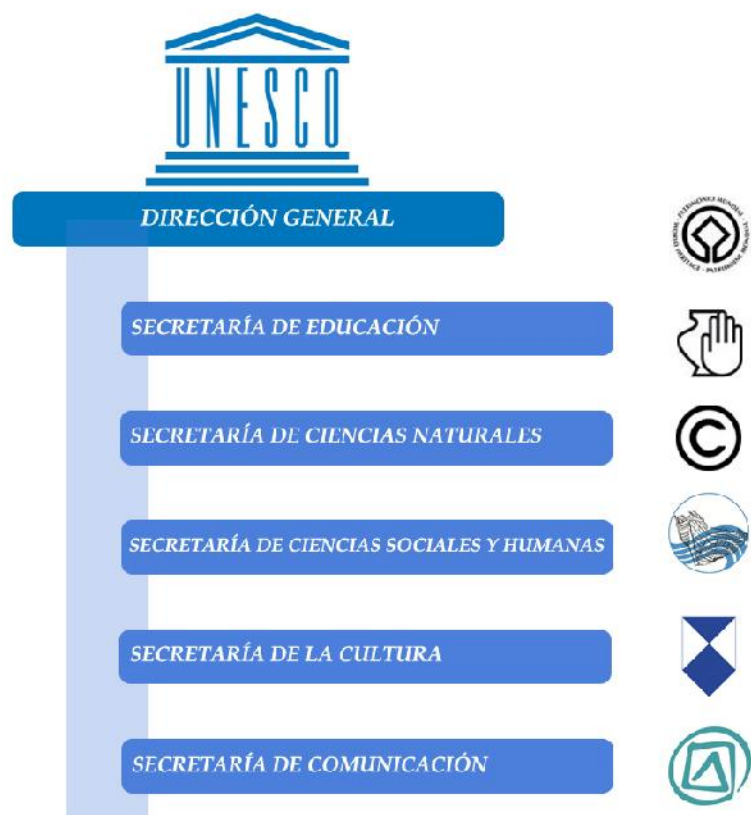 UNESCO
DIRECCIÓN GENERAL
SECRETARÍA DE EDUCACIÓN
SECRETARÍA DE CIENCIAS NATURALES
SECRETARÍA DE CIENCIAS SOCIALES Y HUMANAS
SECRETARÍA DE LA CULTURA
SECRETARÍA DE COMUNICACIÓN
©